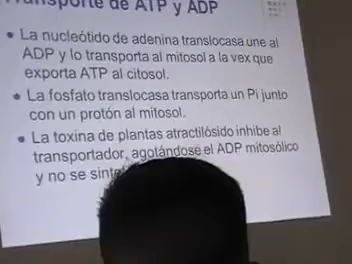 Transporte de ATP y ADP
• La nucleótido de adenina translocasa une al
ADP y lo transporta al mitosol a la vex que
exporta ATP al citosol.
• La fosfato translocasa transporta un Pi junto
con un protón al mitosol.
• La toxina de plantas atractilósido inhibe al
transportador, agotándose el ADP mitosólico
y no se